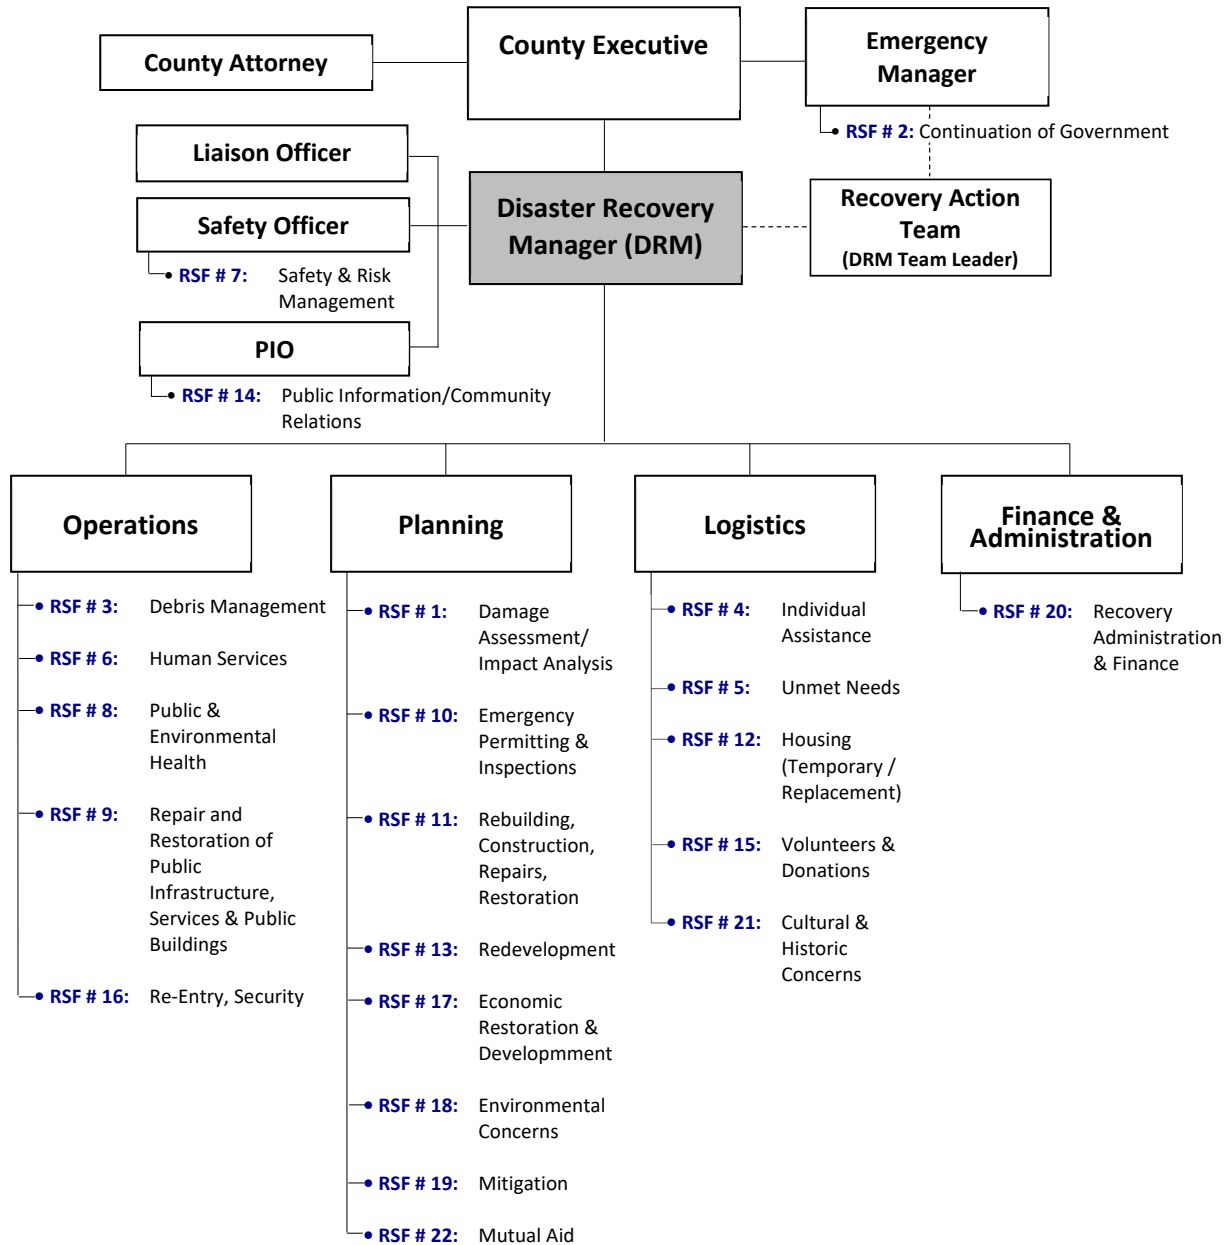 County Executive
County Attorney
Emergency
Manager
RSF # 2: Continuation of Government
Liaison Officer
Disaster Recovery
Manager (DRM)
Recovery Action
Team
(DRM Team Leader)
Safety Officer
RSF # 7: Safety & Risk
Management
PIO
RSF # 14: Public Information/Community
Relations
Operations
RSF # 3: Debris Management
RSF # 6: Human Services
RSF # 8: Public &
Environmental
Health
RSF # 9: Repair and
Restoration of
Public
Infrastructure,
Services & Public
Buildings
RSF # 16: Re-Entry, Security
Planning
RSF # 1: Damage
Assessment/
Impact Analysis
RSF # 10: Emergency
Permitting &
Inspections
RSF # 11: Rebuilding,
Construction,
Repairs,
Restoration
RSF # 13: Redevelopment
RSF # 17: Economic
Restoration &
Developmment
RSF # 18: Environmental
Concerns
RSF # 19: Mitigation
RSF # 22: Mutual Aid
Logistics
RSF # 4: Individual
Assistance
RSF # 5: Unmet Needs
RSF # 12: Housing
(Temporary /
Replacement)
RSF # 15: Volunteers &
Donations
RSF # 21: Cultural &
Historic
Concerns
Finance &
Administration
RSF # 20: Recovery
Administration
& Finance